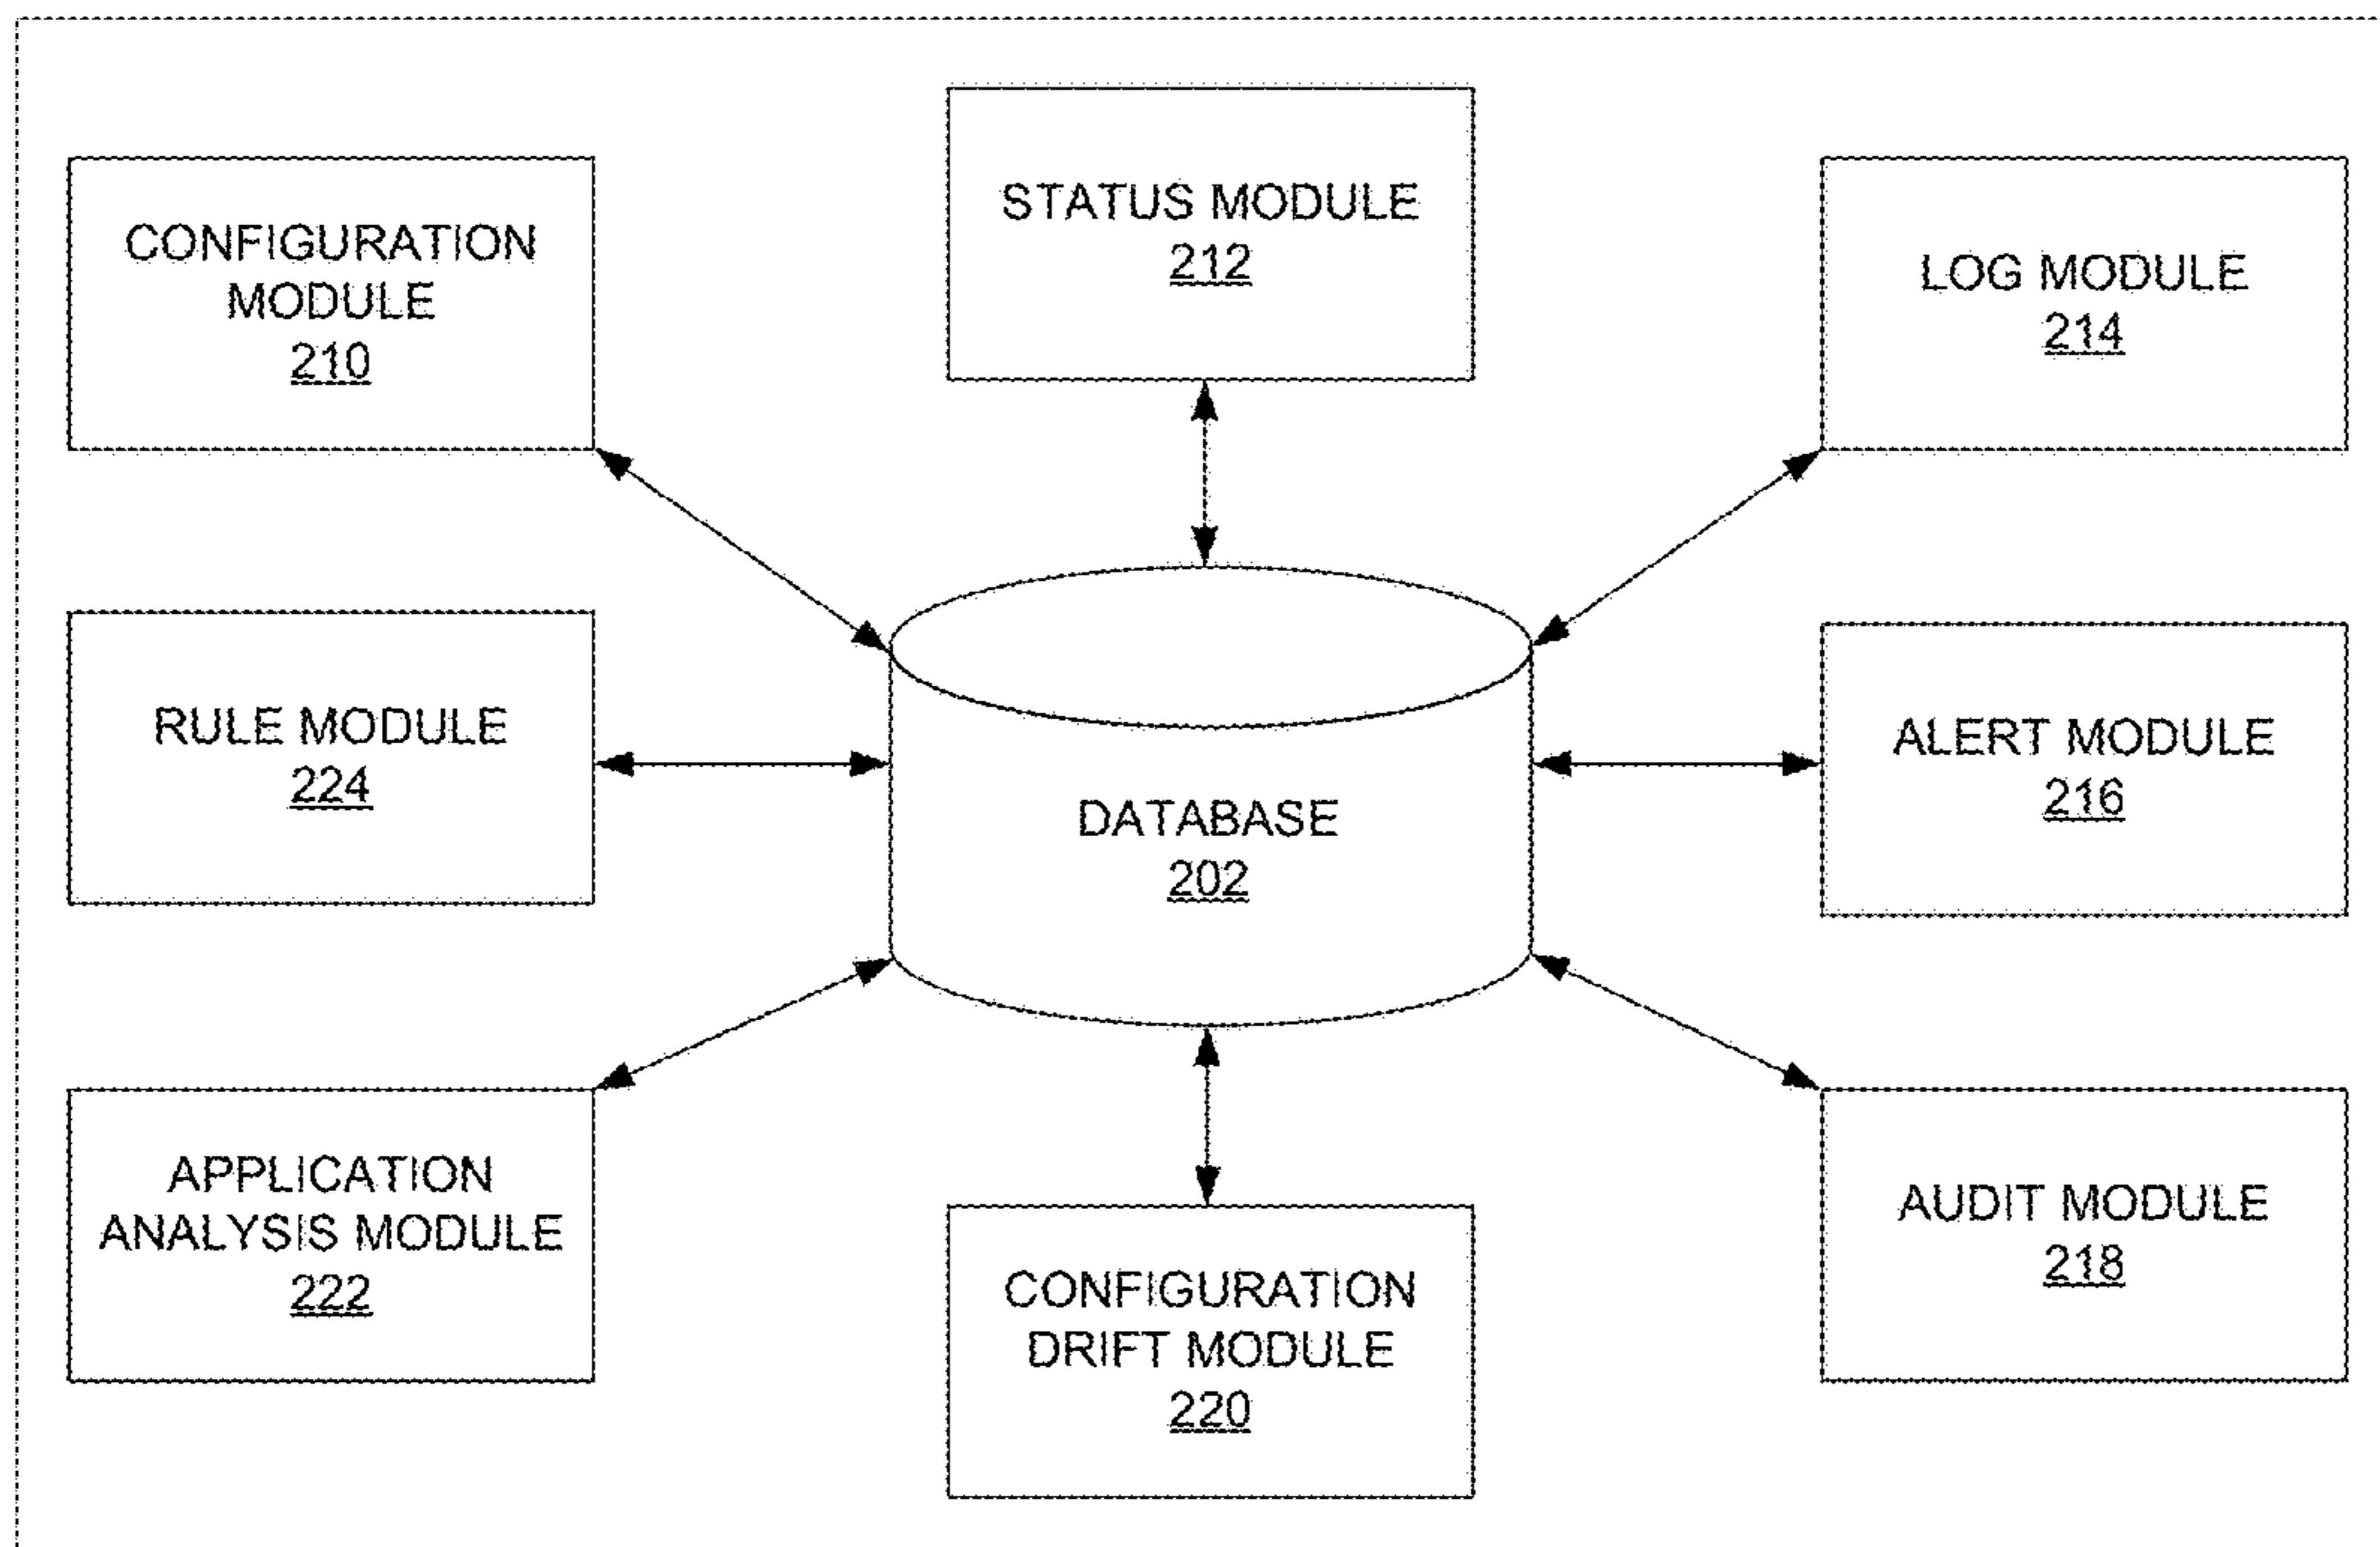 CONFIGURATION
MODULE
210
STATUS MODULE
212
LOG MODULE
214
RULE MODULE
224
DATABASE
202
ALERT MODULE
216
APPLICATION
ANALYSIS MODULE
222
CONFIGURATION
DRIFT MODULE
220
AUDIT MODULE
218